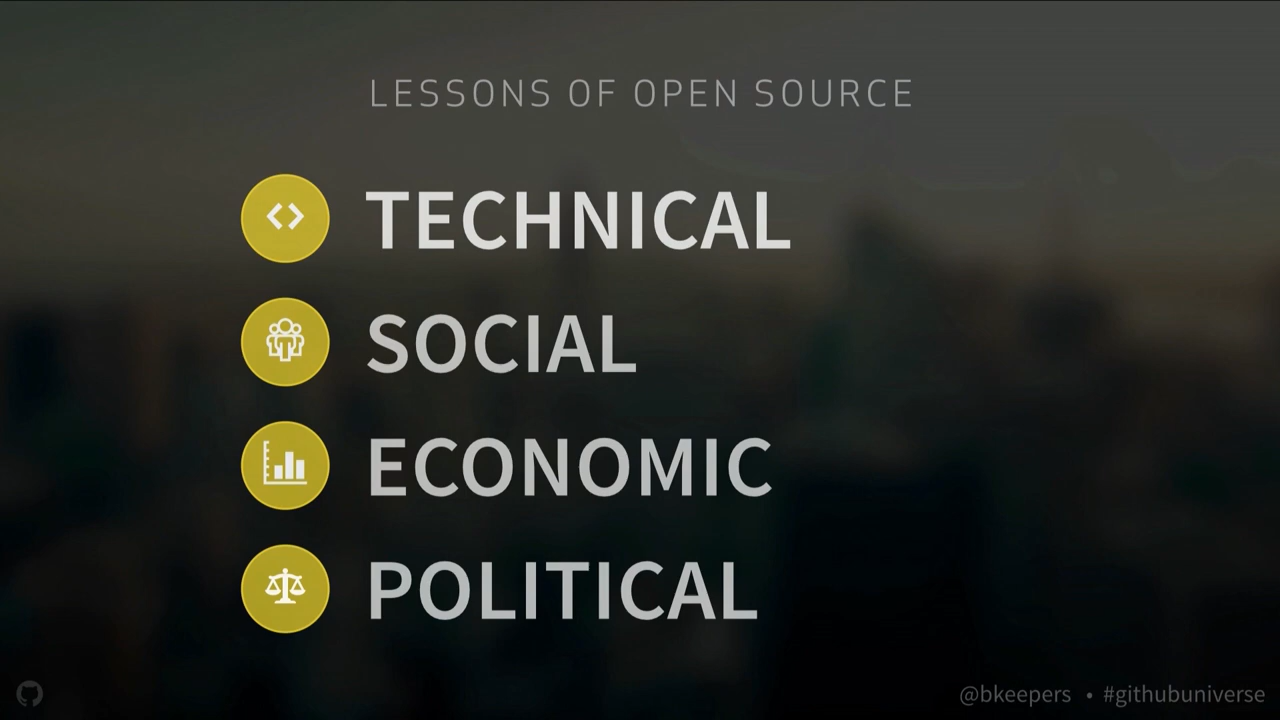 LESSONS OF OPEN SOURCE
TECHNICAL
SOCIAL
ECONOMIC
POLITICAL
@bkeepers • #githubuniverse